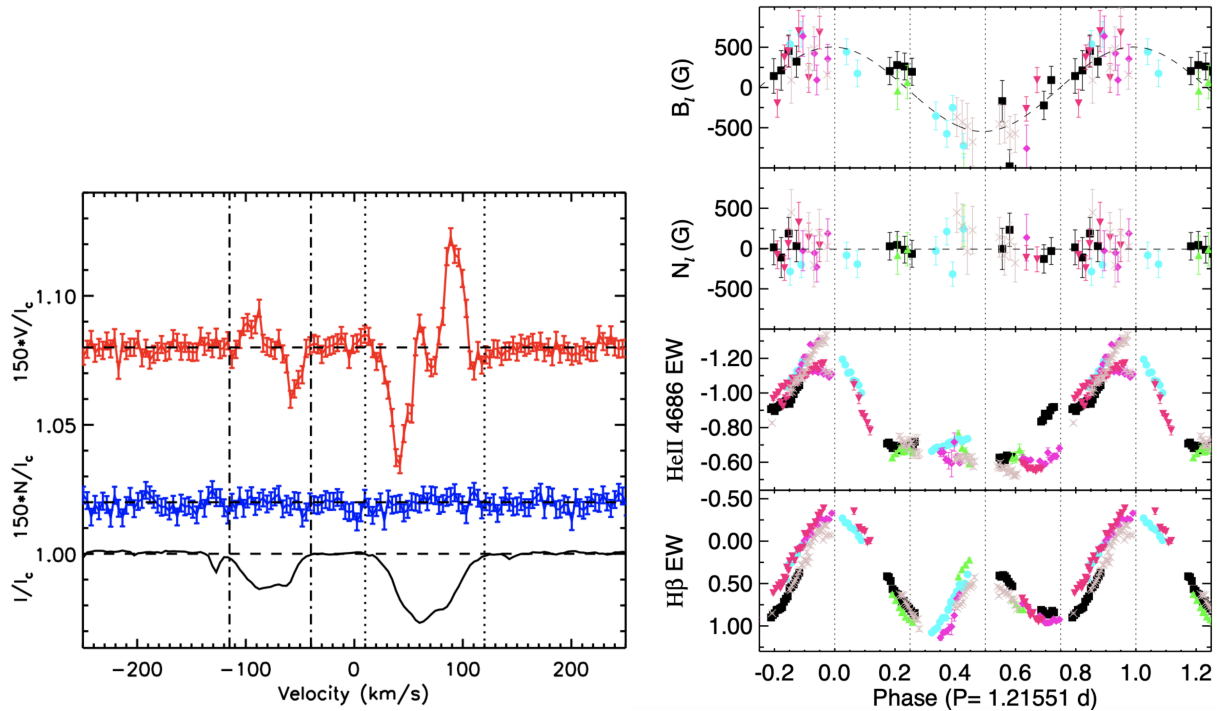 150*V/I_c
150*N/I_c
I/I_c
1.10
1.05
1.00
-200
-100
0
100
200
Velocity (km/s)
B_l (G)
500
0
-500
N_l (G)
500
0
-500
HeII 4686 EW
-1.20
-1.00
-0.80
-0.60
Hβ EW
-0.50
0.00
0.50
1.00
-0.2 0.0 0.2 0.4 0.6 0.8 1.0 1.2
Phase (P= 1.21551 d)